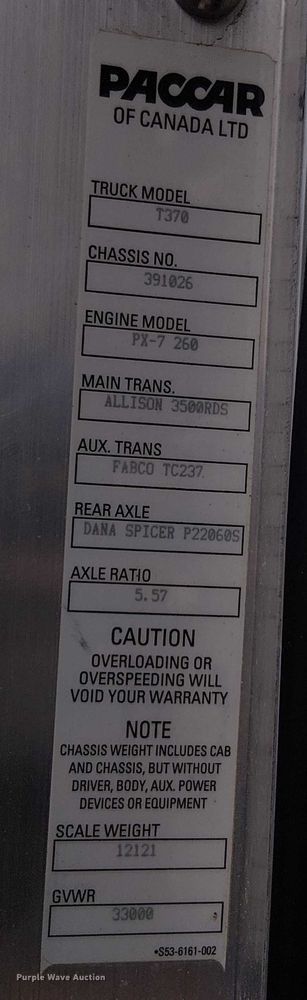 PACCAR
OF CANADA LTD
TRUCK MODEL
T370
CHASSIS NO.
391026
ENGINE MODEL
PX-7 260
MAIN TRANS.
ALLISON 3500RDS
AUX. TRANS
FABCO TC237
REAR AXLE
DANA SPICER P22060S
AXLE RATIO
5.57
CAUTION
OVERLOADING OR
OVERSPEEDING WILL
VOID YOUR WARRANTY
NOTE
CHASSIS WEIGHT INCLUDES CAB
AND CHASSIS, BUT WITHOUT
DRIVER, BODY, AUX. POWER
DEVICES OR EQUIPMENT
SCALE WEIGHT
12121
GVWR
33000
•S53-6161-002
Purple Wave Auction